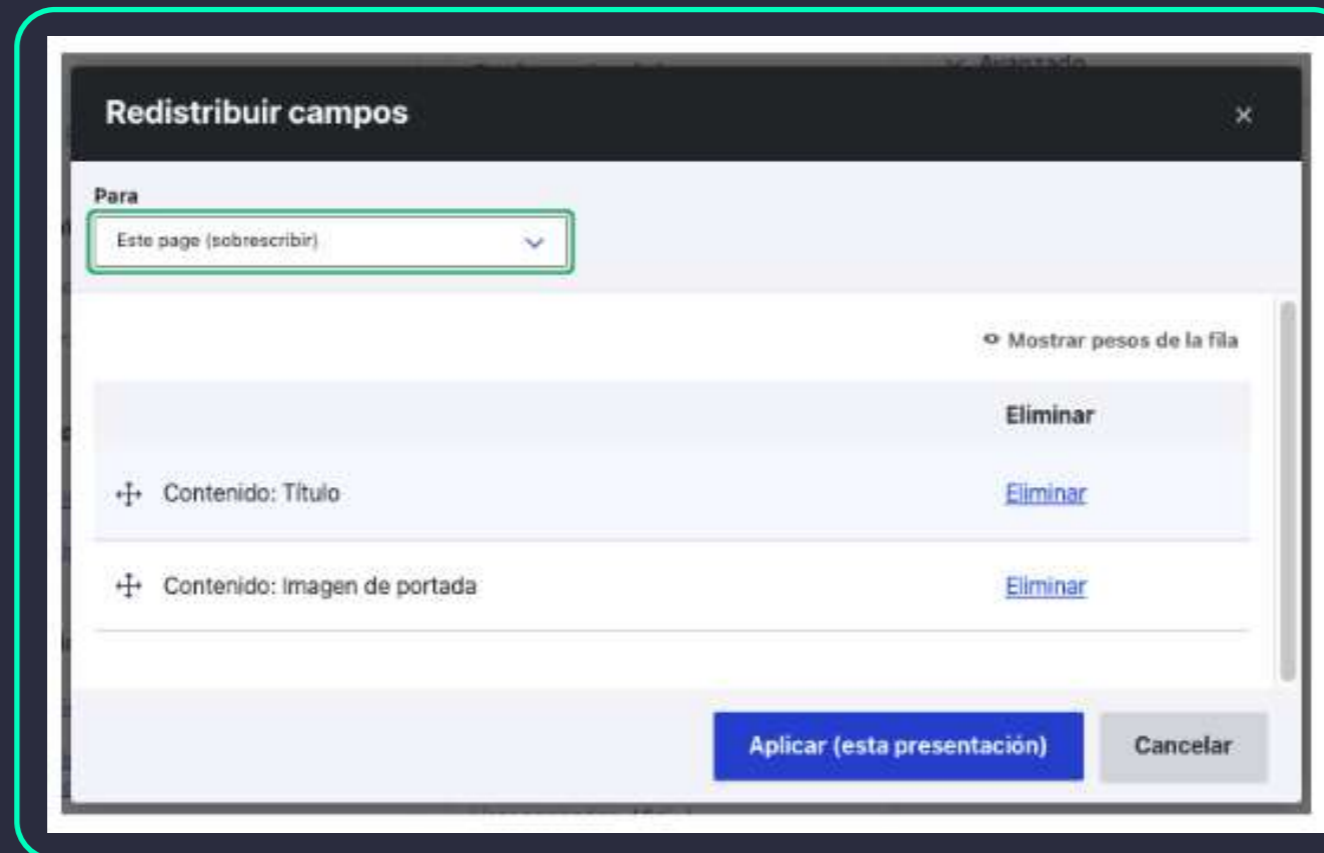 Avanzado
Redistribuir campos
Para
Este page (sobrescribir)
Mostrar pesos de la fila
Eliminar
Contenido: Título Eliminar
Contenido: Imagen de portada Eliminar
Aplicar (esta presentación) Cancelar